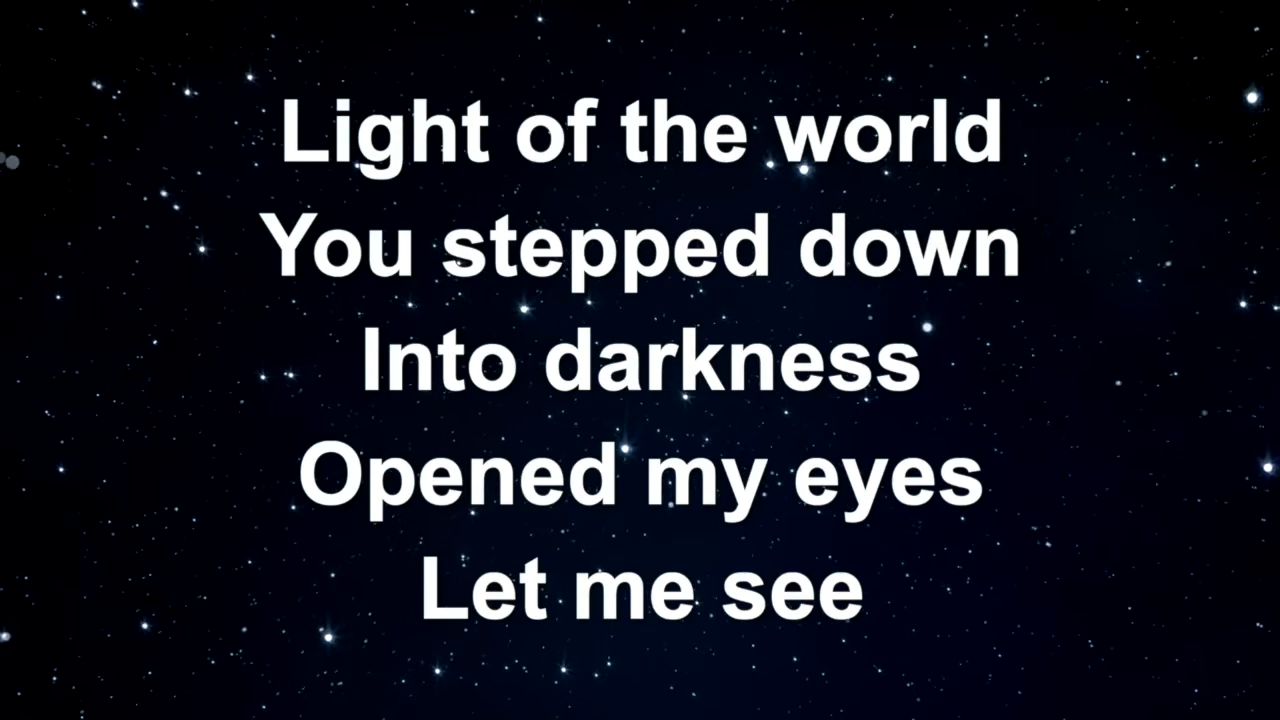 Light of the world
You stepped down
Into darkness
Opened my eyes
Let me see